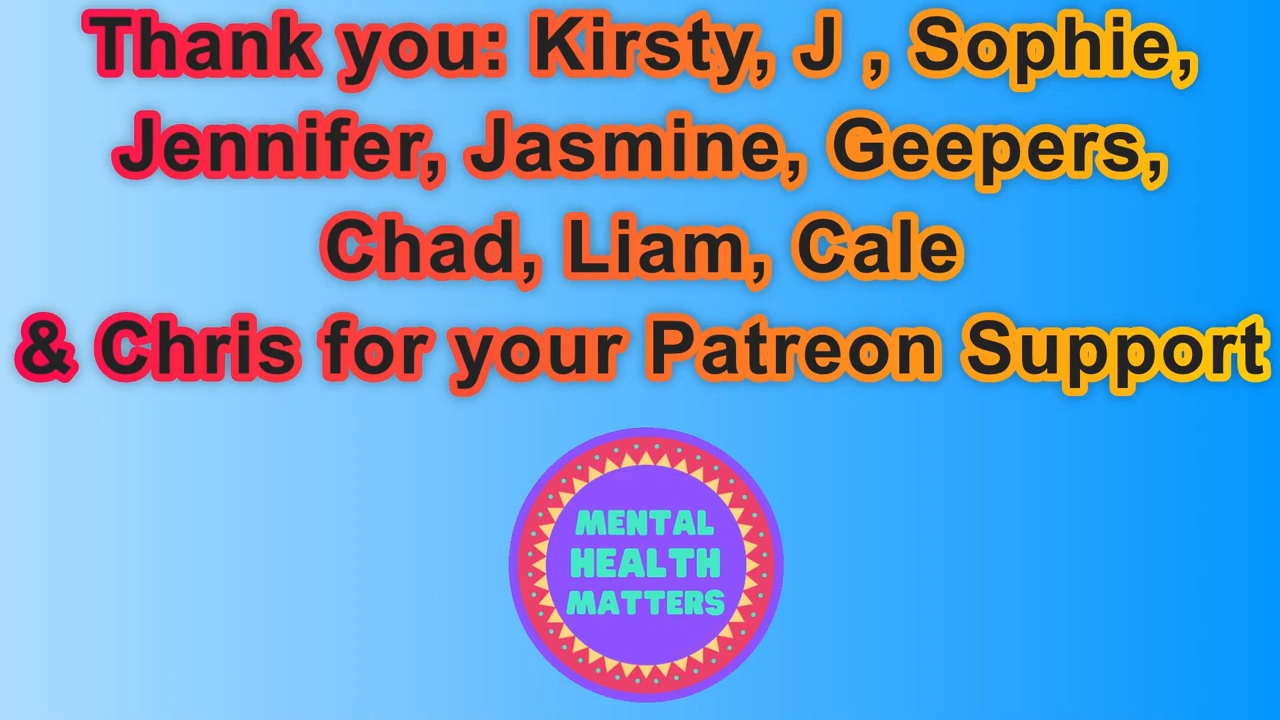 Thank you: Kirsty, J , Sophie,
Jennifer, Jasmine, Geepers,
Chad, Liam, Cale
& Chris for your Patreon Support
MENTAL
HEALTH
MATTERS